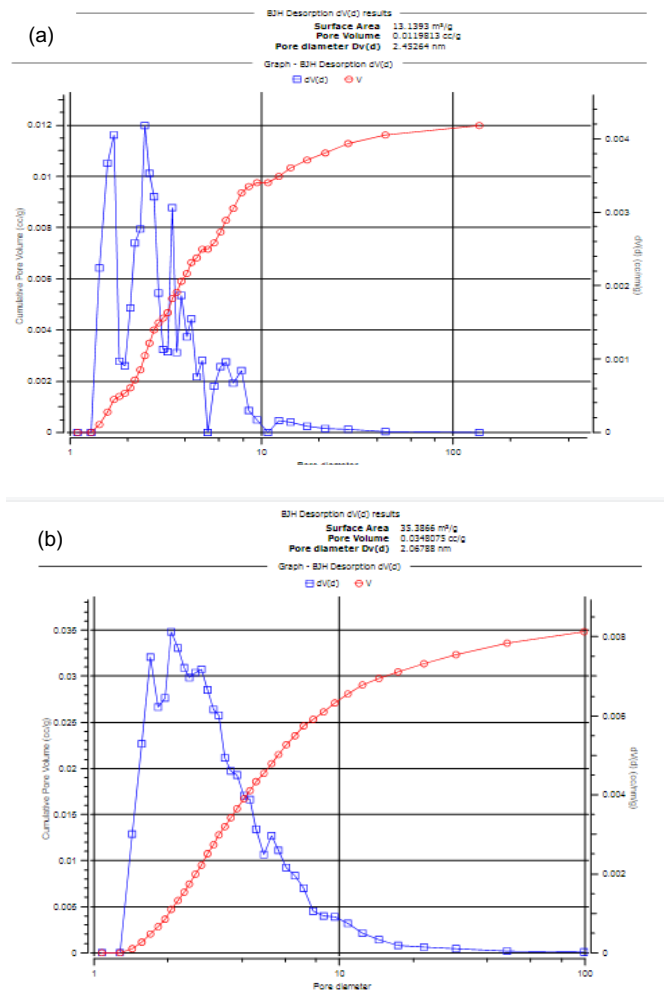 (a)
BJH Desorption dV(d) results
Surface Area 13.1393 m²/g
Pore Volume 0.0119813 cc/g
Pore diameter Dv(d) 2.45264 nm
Graph - BJH Desorption dV(d)
dV(d) V
Cumulative Pore Volume (cc/g)
0.012
0.01
0.008
0.006
0.004
0.002
0
0.004
0.003
0.002
0.001
0
dV(d) (cc/nm/g)
1 10 100
Pore diameter
(b)
BJH Desorption dV(d) results
Surface Area 35.3866 m²/g
Pore Volume 0.0348075 cc/g
Pore diameter Dv(d) 2.06788 nm
Graph - BJH Desorption dV(d)
dV(d) V
Cumulative Pore Volume (cc/g)
0.035
0.03
0.025
0.02
0.015
0.01
0.005
0
0.008
0.006
0.004
0.002
0
dV(d) (cc/nm/g)
1 10 100
Pore diameter